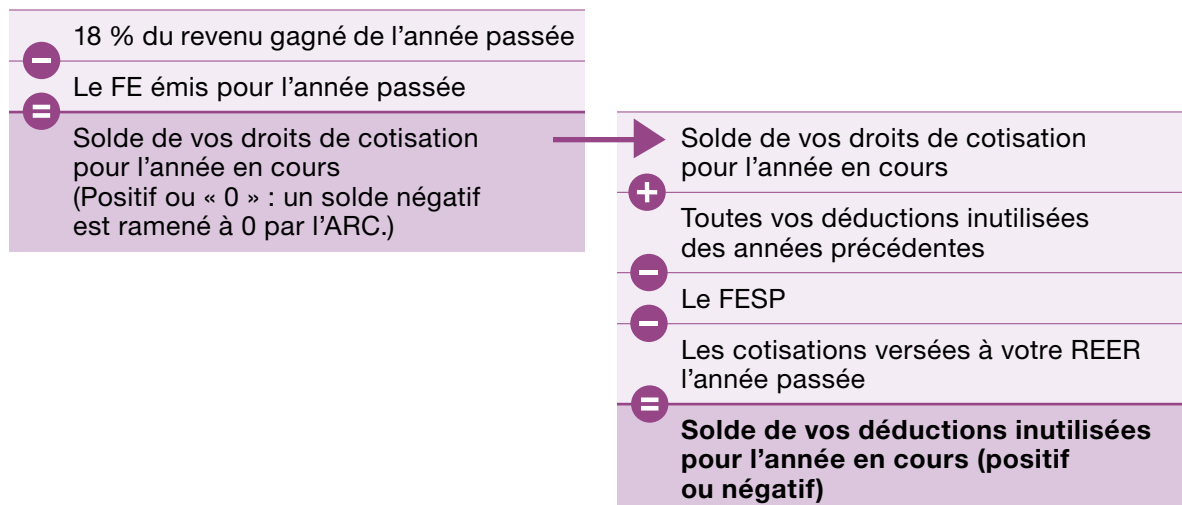 18 % du revenu gagné de l'année passée
−
Le FE émis pour l'année passée
=
Solde de vos droits de cotisation
pour l'année en cours
(Positif ou « 0 » : un solde négatif
est ramené à 0 par l'ARC.)
Solde de vos droits de cotisation
pour l'année en cours
+
Toutes vos déductions inutilisées
des années précédentes
−
Le FESP
−
Les cotisations versées à votre REER
l'année passée
=
Solde de vos déductions inutilisées
pour l'année en cours (positif
ou négatif)